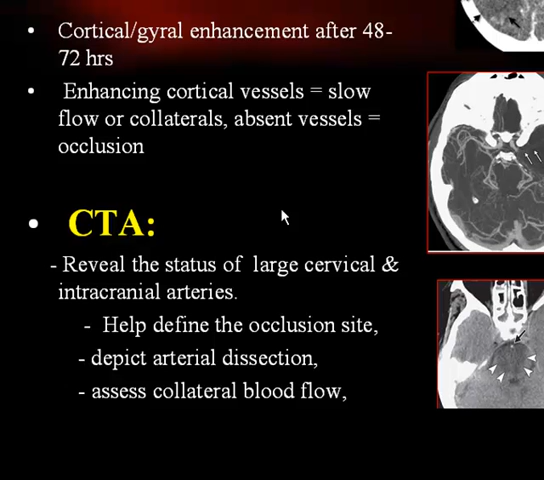 • Cortical/gyral enhancement after 48-
72 hrs
• Enhancing cortical vessels = slow
flow or collaterals, absent vessels =
occlusion
• CTA:
- Reveal the status of large cervical &
intracranial arteries.
- Help define the occlusion site,
- depict arterial dissection,
- assess collateral blood flow,